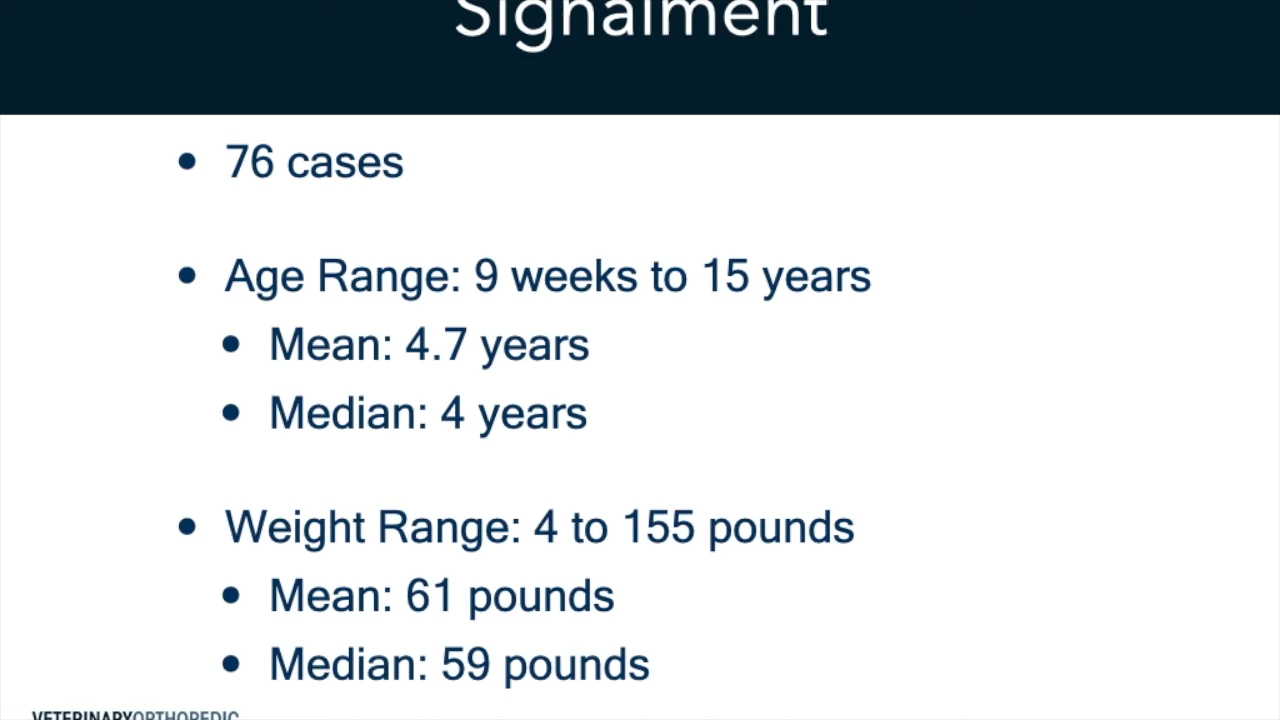 Signalment
• 76 cases
• Age Range: 9 weeks to 15 years
• Mean: 4.7 years
• Median: 4 years
• Weight Range: 4 to 155 pounds
• Mean: 61 pounds
• Median: 59 pounds
VETERINARYORTHOPEDIC